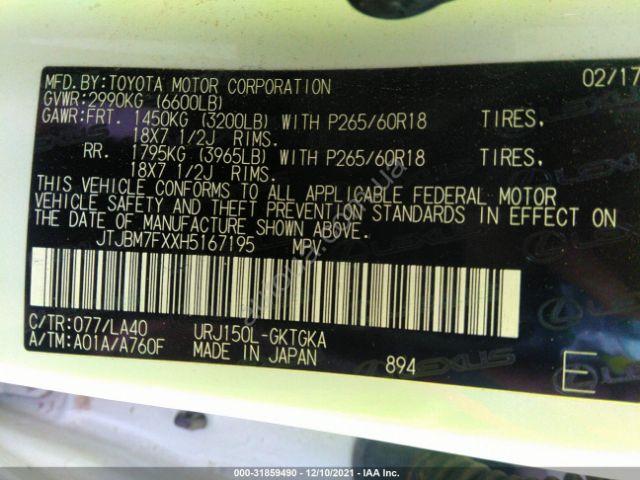 MFD.BY:TOYOTA MOTOR CORPORATION 02/17
GVWR:2990KG (6600LB)
GAWR:FRT. 1450KG (3200LB) WITH P265/60R18 TIRES,
18X7 1/2J RIMS.
RR. 1795KG (3965LB) WITH P265/60R18 TIRES,
18X7 1/2J RIMS.
THIS VEHICLE CONFORMS TO ALL APPLICABLE FEDERAL MOTOR
VEHICLE SAFETY AND THEFT PREVENTION STANDARDS IN EFFECT ON
THE DATE OF MANUFACTURE SHOWN ABOVE.
JTJBM7FXXH5167195 MPV
C/TR:077/LA40 URJ150L-GKTGKA
A/TM:A01A/A760F MADE IN JAPAN 894 E
LEXUS
000-31859490 - 12/10/2021 - IAA Inc.